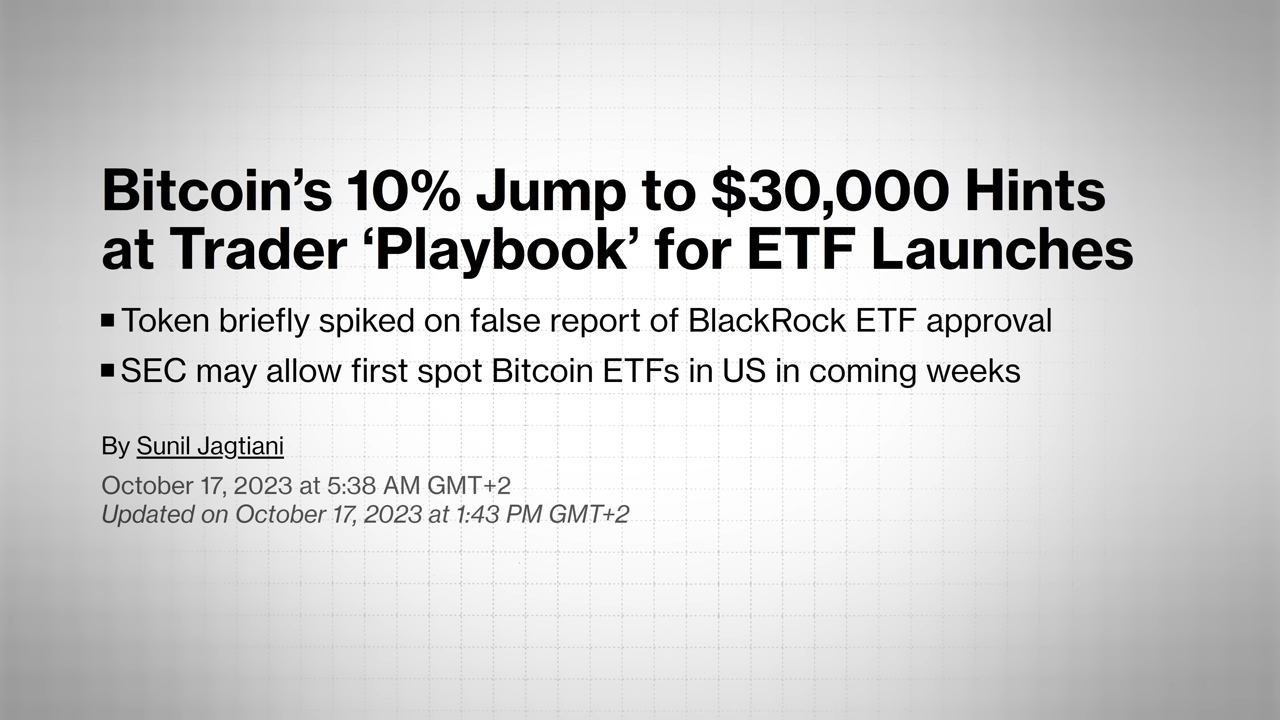 Bitcoin’s 10% Jump to $30,000 Hints
at Trader ‘Playbook’ for ETF Launches
■ Token briefly spiked on false report of BlackRock ETF approval
■ SEC may allow first spot Bitcoin ETFs in US in coming weeks
By Sunil Jagtiani
October 17, 2023 at 5:38 AM GMT+2
Updated on October 17, 2023 at 1:43 PM GMT+2